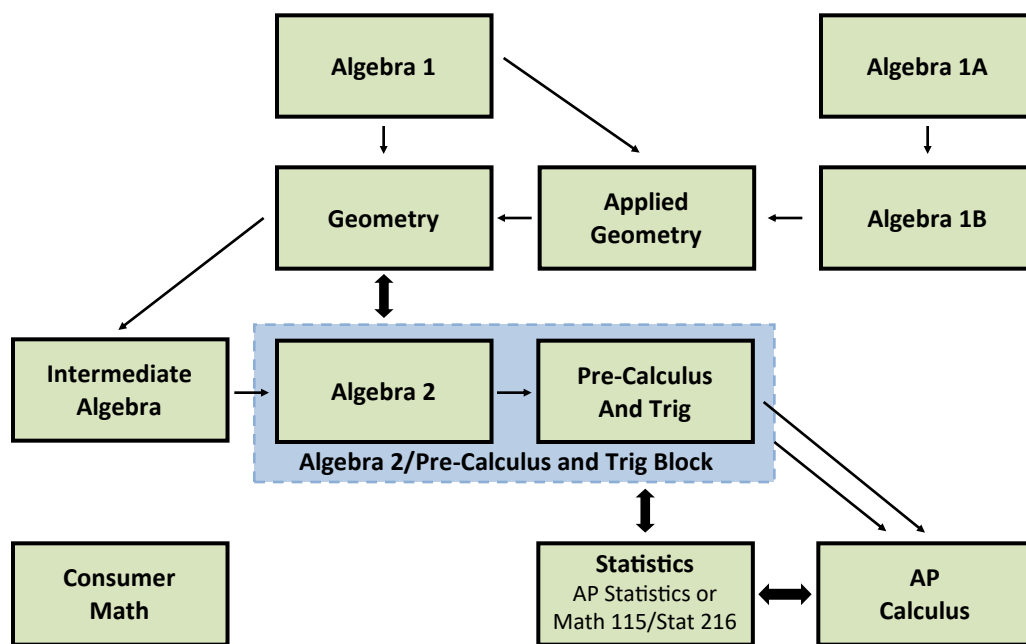 Algebra 1
Algebra 1A
Geometry
Applied
Geometry
Algebra 1B
Intermediate
Algebra
Algebra 2
Pre-Calculus
And Trig
Algebra 2/Pre-Calculus and Trig Block
Consumer
Math
Statistics
AP Statistics or
Math 115/Stat 216
AP
Calculus